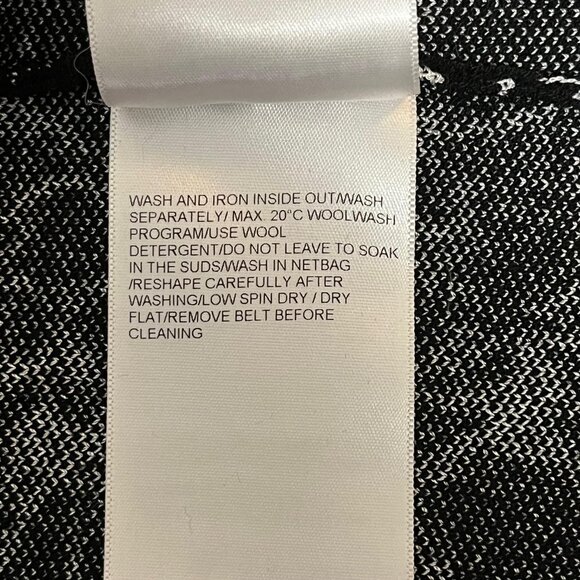 WASH AND IRON INSIDE OUT/WASH
SEPARATELY/ MAX. 20°C WOOLWASH
PROGRAM/USE WOOL
DETERGENT/DO NOT LEAVE TO SOAK
IN THE SUDS/WASH IN NETBAG
/RESHAPE CAREFULLY AFTER
WASHING/LOW SPIN DRY / DRY
FLAT/REMOVE BELT BEFORE
CLEANING